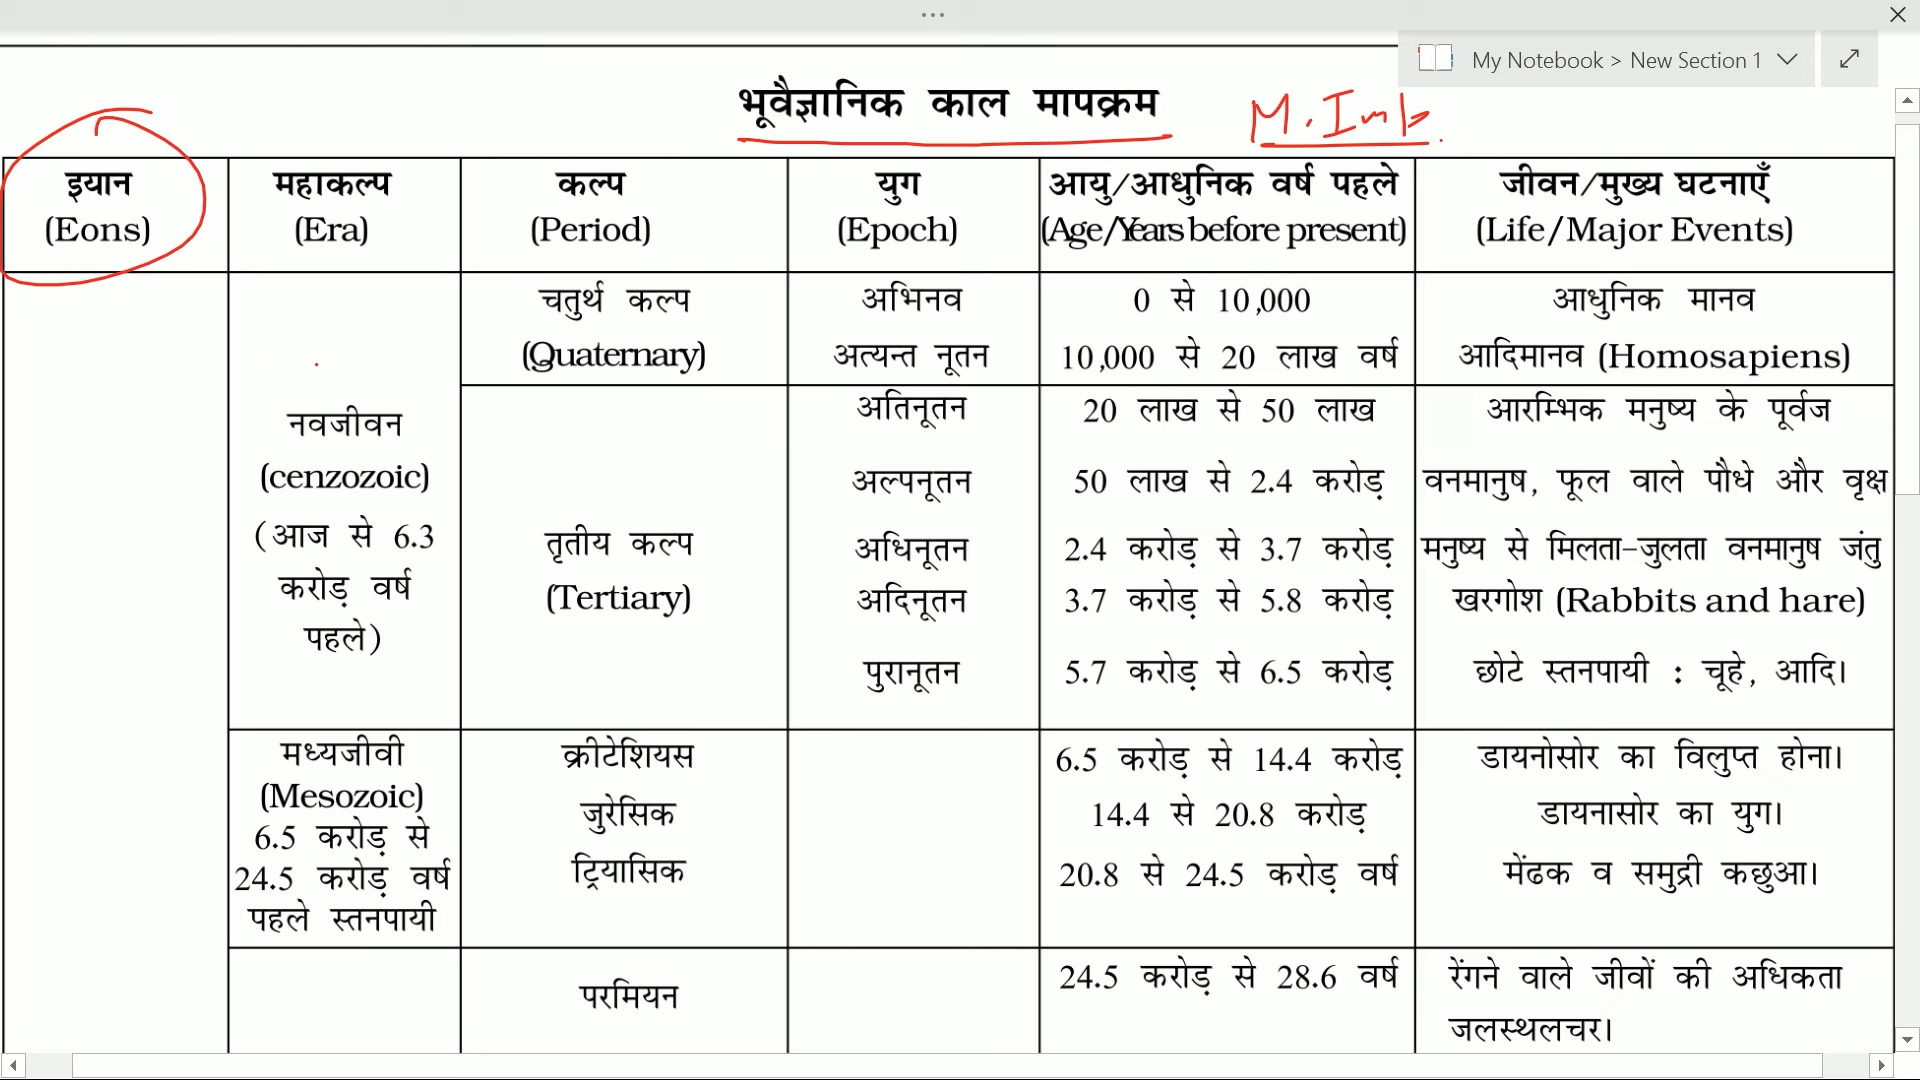 My Notebook > New Section 1
भूवैज्ञानिक काल मापक्रम
M. Imp.
इयान
(Eons)
महाकल्प
(Era)
कल्प
(Period)
युग
(Epoch)
आयु/आधुनिक वर्ष पहले
(Age/Years before present)
जीवन/मुख्य घटनाएँ
(Life/Major Events)
नवजीवन
(cenzozoic)
(आज से 6.3
करोड़ वर्ष
पहले)
चतुर्थ कल्प
(Quaternary)
अभिनव
0 से 10,000
आधुनिक मानव
अत्यन्त नूतन
10,000 से 20 लाख वर्ष
आदिमानव (Homosapiens)
तृतीय कल्प
(Tertiary)
अतिनूतन
20 लाख से 50 लाख
आरम्भिक मनुष्य के पूर्वज
अल्पनूतन
50 लाख से 2.4 करोड़
वनमानुष, फूल वाले पौधे और वृक्ष
अधिनूतन
2.4 करोड़ से 3.7 करोड़
मनुष्य से मिलता-जुलता वनमानुष जंतु
अदिनूतन
3.7 करोड़ से 5.8 करोड़
खरगोश (Rabbits and hare)
पुरानूतन
5.7 करोड़ से 6.5 करोड़
छोटे स्तनपायी : चूहे, आदि।
मध्यजीवी
(Mesozoic)
6.5 करोड़ से
24.5 करोड़ वर्ष
पहले स्तनपायी
क्रीटेशियस
6.5 करोड़ से 14.4 करोड़
डायनोसोर का विलुप्त होना।
जुरेसिक
14.4 से 20.8 करोड़
डायनासोर का युग।
ट्रियासिक
20.8 से 24.5 करोड़ वर्ष
मेंढक व समुद्री कछुआ।
परमियन
24.5 करोड़ से 28.6 वर्ष
रेंगने वाले जीवों की अधिकता
जलस्थलचर।